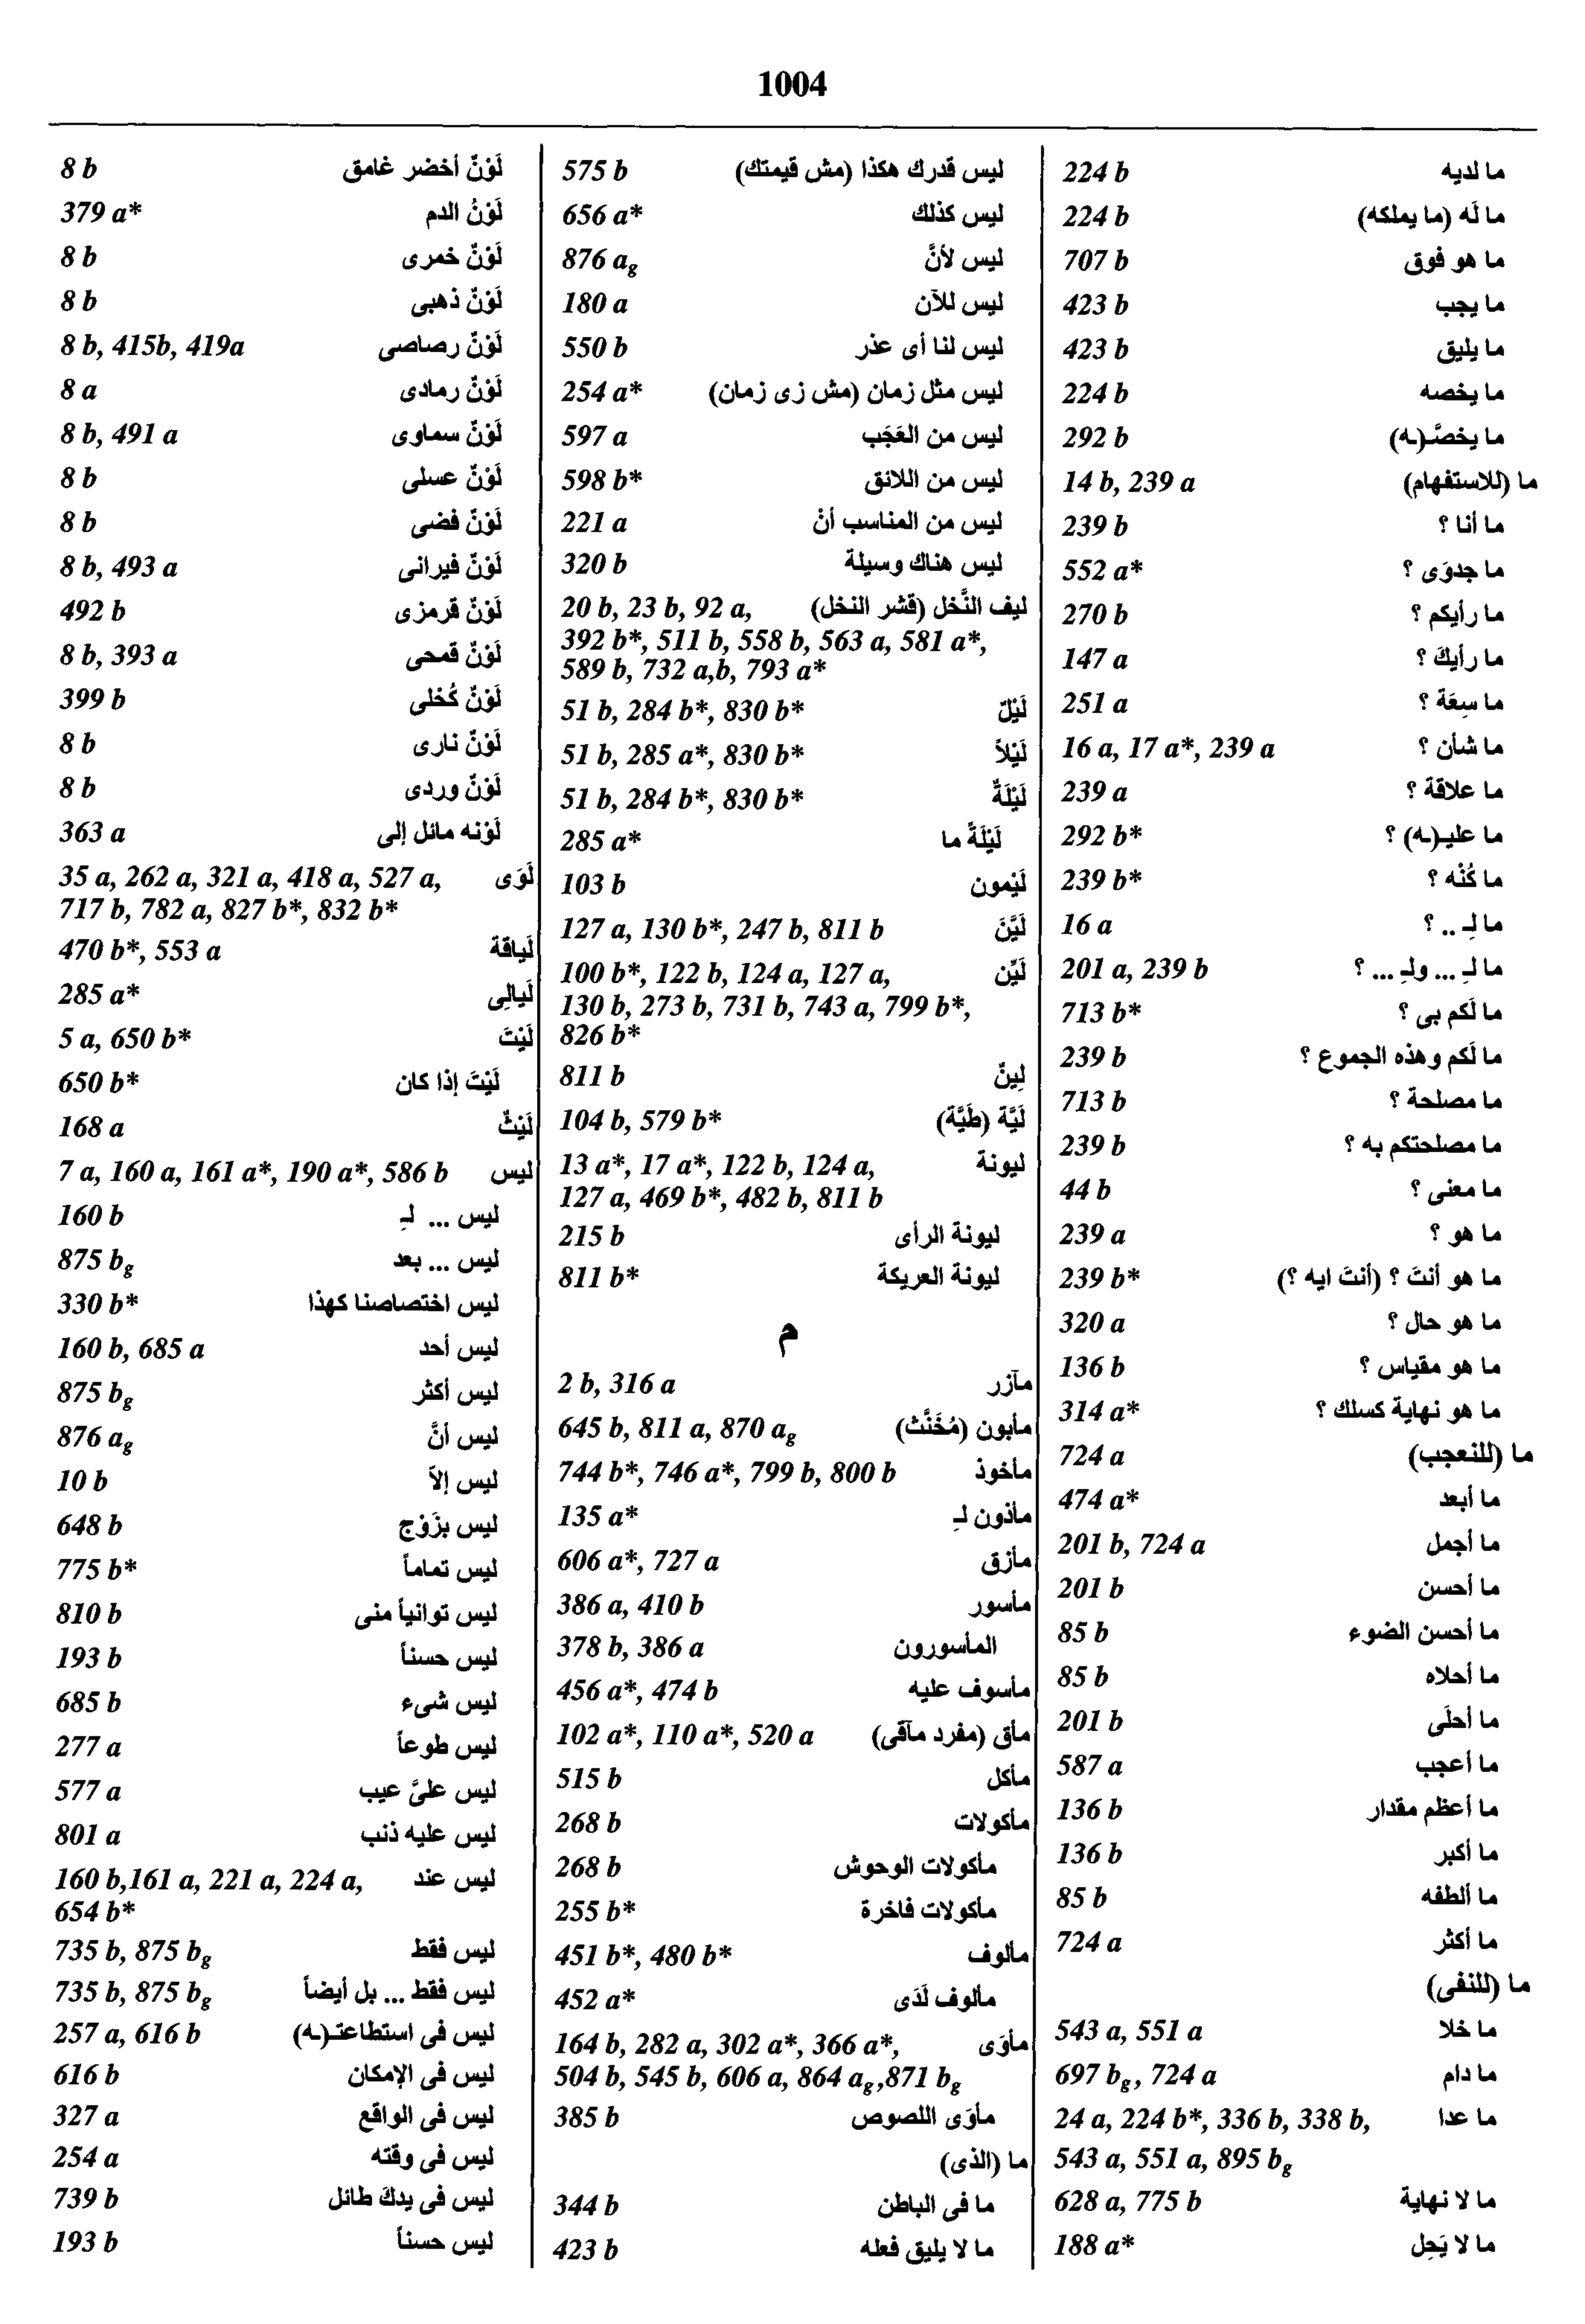 1004
8 b لَوْنٌ أخضر غامق
379 a* لَوْنُ الدم
8 b لَوْنٌ خمرى
8 b لَوْنٌ ذهبى
8 b, 415b, 419a لَوْنٌ رصاصى
8 a لَوْنٌ رمادى
8 b, 491 a لَوْنٌ سماوى
8 b لَوْنٌ عسلى
8 b لَوْنٌ فضى
8 b, 493 a لَوْنٌ فيرانى
492 b لَوْنٌ قرمزى
8 b, 393 a لَوْنٌ قمحى
399 b لَوْنٌ كُحْلى
8 b لَوْنٌ نارى
8 b لَوْنٌ وردى
363 a لَوْنه مائل إلى
35 a, 262 a, 321 a, 418 a, 527 a, لَوَى
717 b, 782 a, 827 b*, 832 b*
470 b*, 553 a لَياقة
285 a* لَيالِى
5 a, 650 b* لَيْتَ
650 b* لَيْتَ إذا كان
168 a لَيْثٌ
7 a, 160 a, 161 a*, 190 a*, 586 b ليس
160 b ليس ... لـِ
875 bg ليس ... بعد
330 b* ليس اختصاصنا كهذا
160 b, 685 a ليس أحد
875 bg ليس أكثر
876 ag ليس أنَّ
10 b ليس إلاّ
648 b ليس بزَوْج
775 b* ليس تماماً
810 b ليس توانياً منى
193 b ليس حسناً
685 b ليس شىء
277 a ليس طوعاً
577 a ليس علىَّ عيب
801 a ليس عليه ذنب
160 b,161 a, 221 a, 224 a, ليس عند
654 b*
735 b, 875 bg ليس فقط
735 b, 875 bg ليس فقط ... بل أيضاً
257 a, 616 b ليس فى استطاعتـ(ـه)
616 b ليس فى الإمكان
327 a ليس فى الواقع
254 a ليس فى وقته
739 b ليس فى يدكَ طائل
193 b ليس حسناً
575 b ليس قدرك هكذا (مش قيمتك)
656 a* ليس كذلك
876 ag ليس لأنَّ
180 a ليس للآن
550 b ليس لنا أى عذر
254 a* ليس مثل زمان (مش زى زمان)
597 a ليس من العَجَب
598 b* ليس من اللائق
221 a ليس من المناسب أنْ
320 b ليس هناك وسيلة
20 b, 23 b, 92 a, ليف النَّخل (قشر النخل)
392 b*, 511 b, 558 b, 563 a, 581 a*,
589 b, 732 a,b, 793 a*
51 b, 284 b*, 830 b* لَيْلٌ
51 b, 285 a*, 830 b* لَيْلاً
51 b, 284 b*, 830 b* لَيْلَةٌ
285 a* لَيْلَةً ما
103 b لَيْمون
127 a, 130 b*, 247 b, 811 b لَيَّنَ
100 b*, 122 b, 124 a, 127 a, لَيِّن
130 b, 273 b, 731 b, 743 a, 799 b*,
826 b*
811 b لِينٌ
104 b, 579 b* لَيَّة (طَيَّة)
13 a*, 17 a*, 122 b, 124 a, ليونة
127 a, 469 b*, 482 b, 811 b
215 b ليونة الرأى
811 b* ليونة العريكة
م
2 b, 316 a مآزر
645 b, 811 a, 870 ag مأبون (مُخَنَّث)
744 b*, 746 a*, 799 b, 800 b مأخوذ
135 a* مأذون لـِ
606 a*, 727 a مأزق
386 a, 410 b مأسور
378 b, 386 a المأسورون
456 a*, 474 b مأسوف عليه
102 a*, 110 a*, 520 a مأق (مفرد مآقى)
515 b مأكل
268 b مأكولات
268 b مأكولات الوحوش
255 b* مأكولات فاخرة
451 b*, 480 b* مألوف
452 a* مألوف لَدَى
164 b, 282 a, 302 a*, 366 a*, مأوَى
504 b, 545 b, 606 a, 864 ag,871 bg
385 b مأوَى اللصوص
ما (الذى)
344 b ما فى الباطن
423 b ما لا يليق فعله
224 b ما لديه
224 b ما لَه (ما يملكه)
707 b ما هو فوق
423 b ما يجب
423 b ما يليق
224 b ما يخصه
292 b ما يخصَّـ(ـه)
14 b, 239 a ما (للاستفهام)
239 b ما أنا ؟
552 a* ما جدوَى ؟
270 b ما رأيكم ؟
147 a ما رأيكَ ؟
251 a ما سِعَة ؟
16 a, 17 a*, 239 a ما شأن ؟
239 a ما علاقة ؟
292 b* ما عليـ(ـه) ؟
239 b* ما كُنْه ؟
16 a ما لـِ .. ؟
201 a, 239 b ما لـِ ... ولـِ ... ؟
713 b* ما لَكم بى ؟
239 b ما لَكم وهذه الجموع ؟
713 b ما مصلحة ؟
239 b ما مصلحتكم به ؟
44 b ما معنى ؟
239 a ما هو ؟
239 b* ما هو أنتَ ؟ (أنتَ ايه ؟)
320 a ما هو حال ؟
136 b ما هو مقياس ؟
314 a* ما هو نهاية كسلك ؟
724 a ما (للتعجب)
474 a* ما أبعد
201 b, 724 a ما أجمل
201 b ما أحسن
85 b ما أحسن الضوء
85 b ما أحلاه
201 b ما أحلَى
587 a ما أعجب
136 b ما أعظم مقدار
136 b ما أكبر
85 b ما ألطفه
724 a ما أكثر
ما (للنفى)
543 a, 551 a ما خلا
697 bg, 724 a ما دام
24 a, 224 b*, 336 b, 338 b, ما عدا
543 a, 551 a, 895 bg
628 a, 775 b ما لا نهاية
188 a* ما لا يَحِل